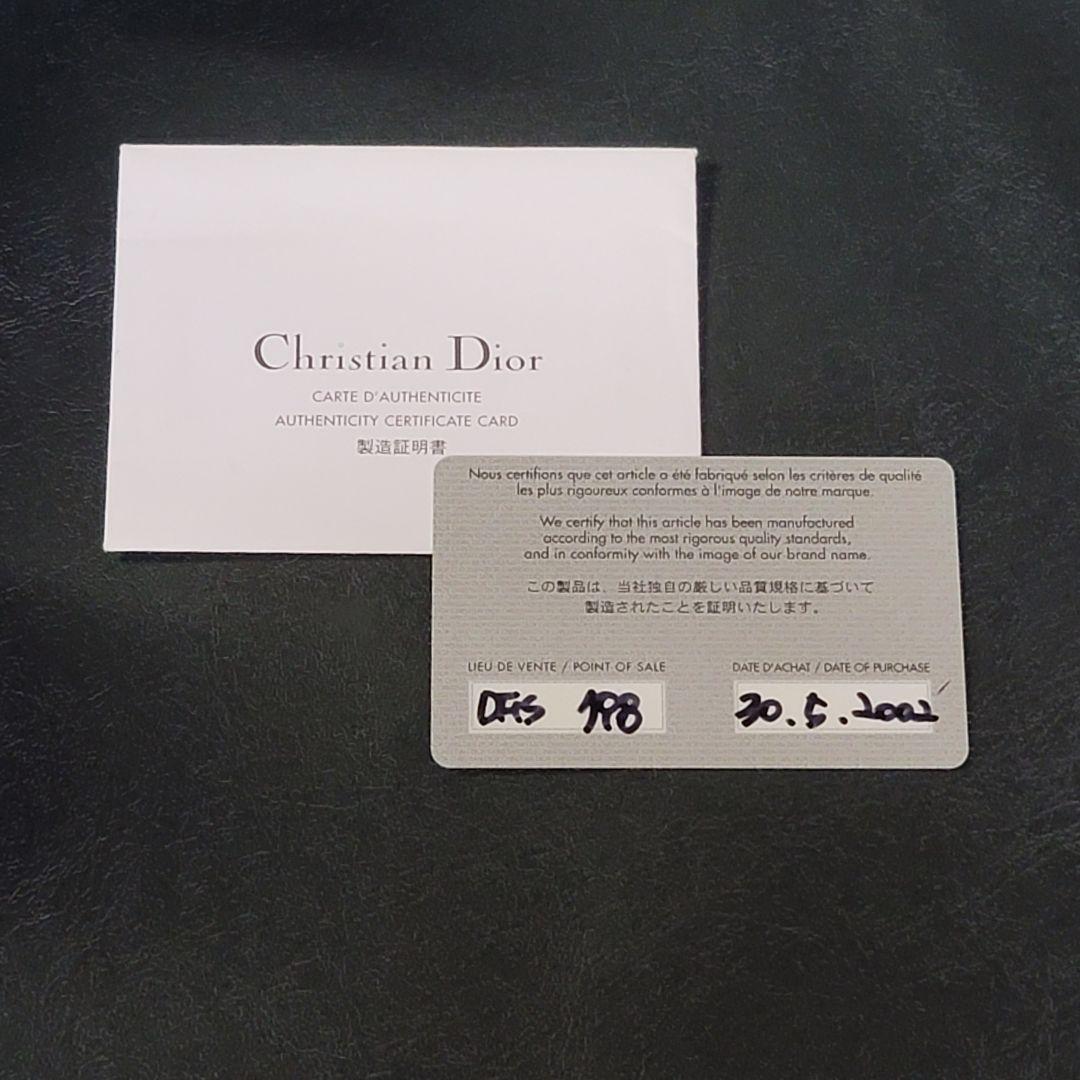 Christian Dior
CARTE D'AUTHENTICITE
AUTHENTICITY CERTIFICATE CARD
製造証明書
Nous certifions que cet article a été fabriqué selon les critères de qualité
les plus rigoureux conformes à l'image de notre marque.
We certify that this article has been manufactured
according to the most rigorous quality standards,
and in conformity with the image of our brand name.
この製品は、当社独自の厳しい品質規格に基づいて
製造されたことを証明いたします。
LIEU DE VENTE / POINT OF SALE
DATE D'ACHAT / DATE OF PURCHASE
198
30.5.2002